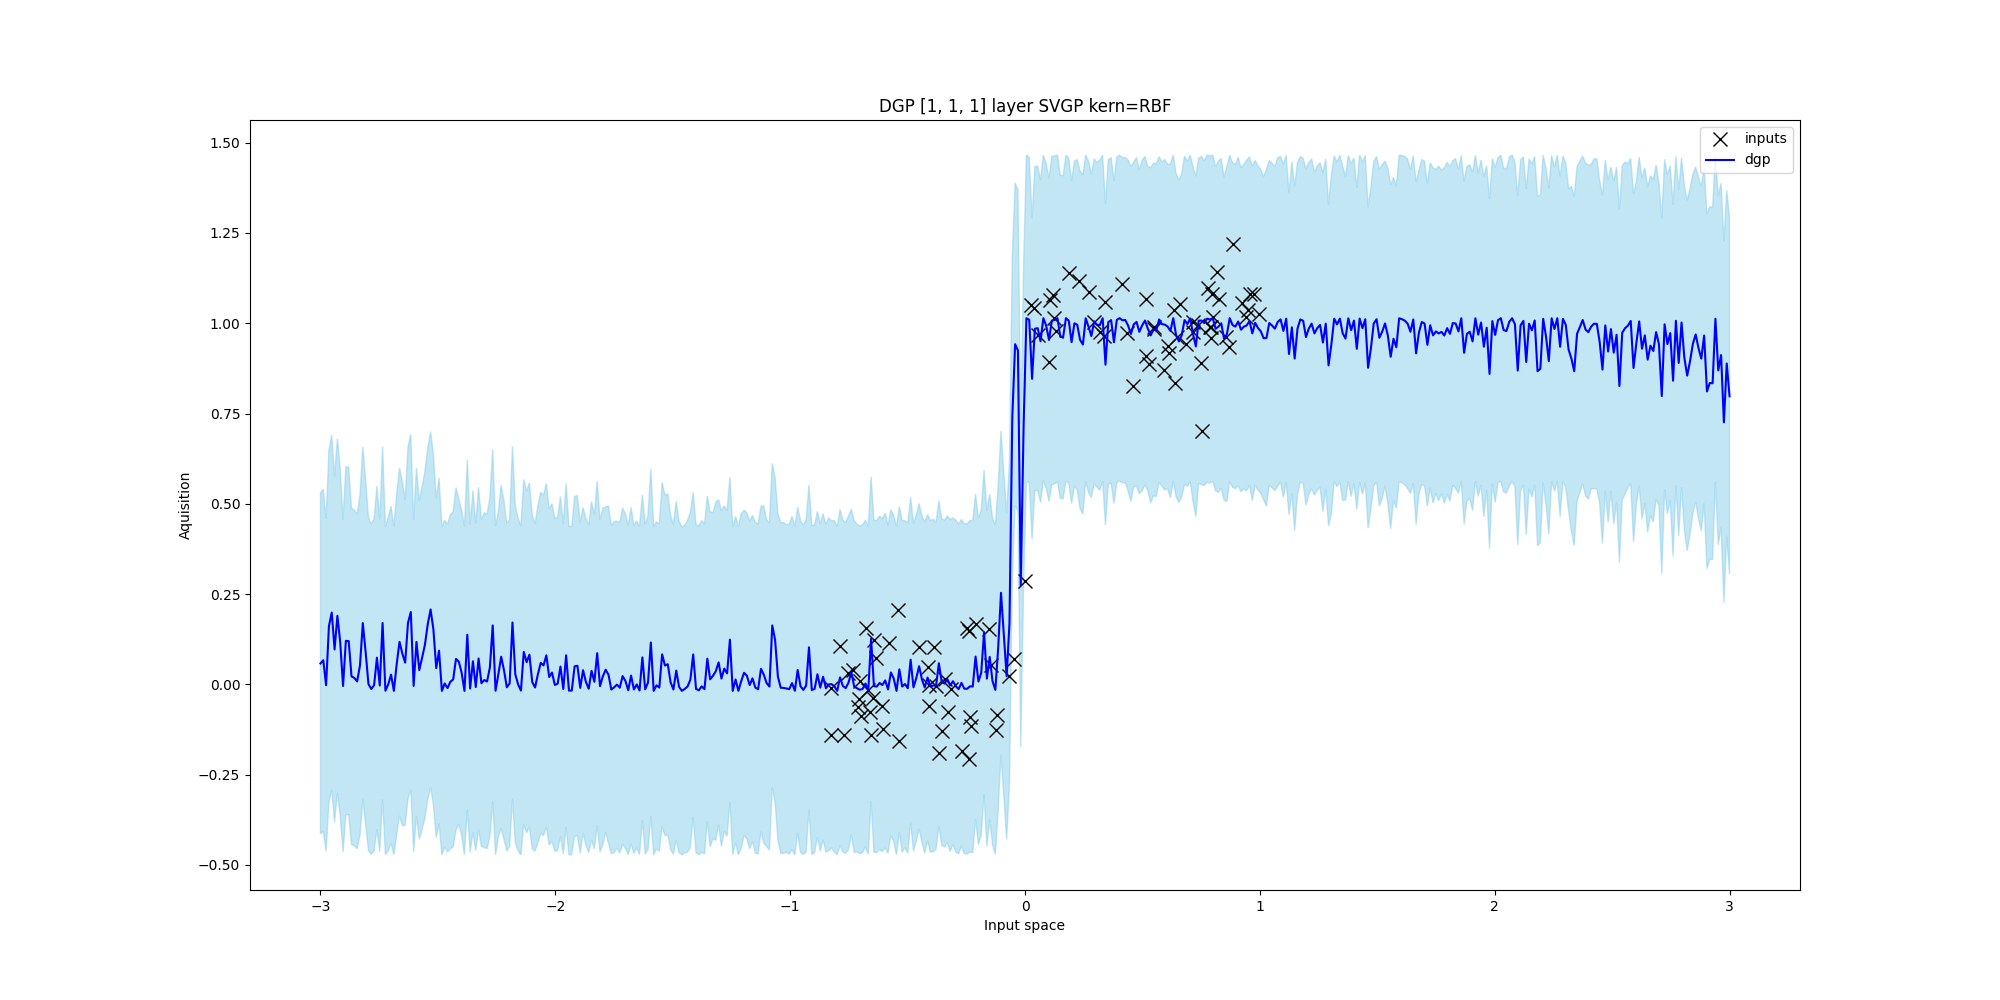 DGP [1, 1, 1] layer SVGP kern=RBF
inputs
dgp
1.50
1.25
1.00
0.75
0.50
0.25
0.00
−0.25
−0.50
Aquisition
−3 −2 −1 0 1 2 3
Input space